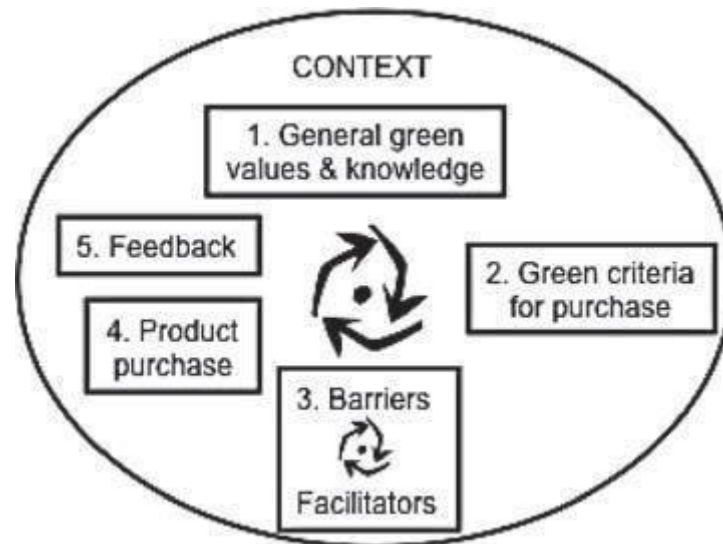 CONTEXT
1. General green
values & knowledge
2. Green criteria
for purchase
3. Barriers
Facilitators
4. Product
purchase
5. Feedback